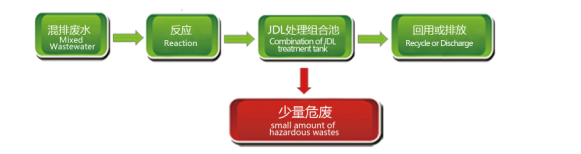 混排废水
Mixed
Wastewater
反应
Reaction
JDL处理组合池
Combination of JDL
treatment tank
回用或排放
Recycle or Discharge
少量危废
small amount of
hazardous wastes